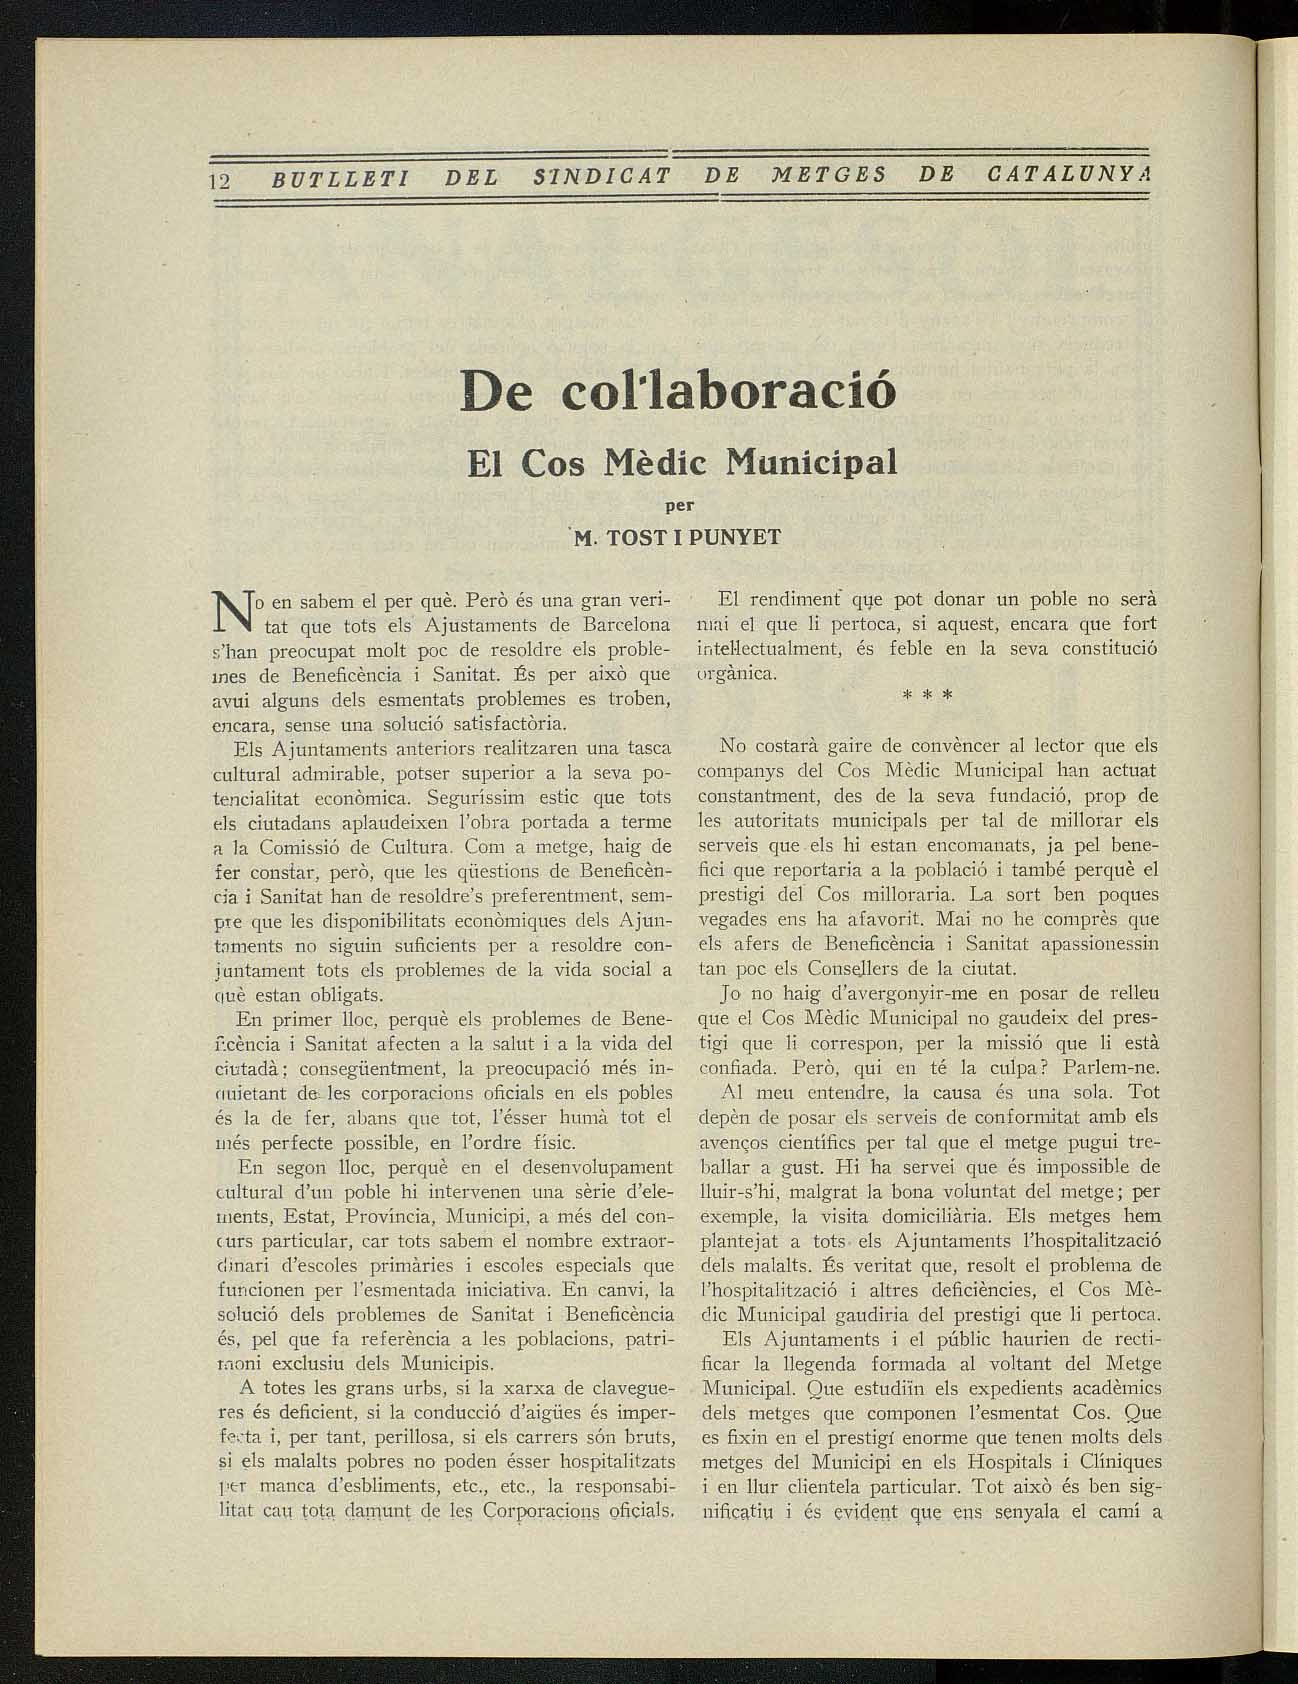 12 BUTLLETI DEL SINDICAT DE METGES DE CATALUNYA
De col·laboració
El Cos Mèdic Municipal
per
M. TOST I PUNYET
No en sabem el per què. Però és una gran veri-
tat que tots els Ajustaments de Barcelona
s'han preocupat molt poc de resoldre els proble-
mes de Beneficència i Sanitat. És per això que
avui alguns dels esmentats problemes es troben,
encara, sense una solució satisfactòria.
Els Ajuntaments anteriors realitzaren una tasca
cultural admirable, potser superior a la seva po-
tencialitat econòmica. Seguríssim estic que tots
els ciutadans aplaudeixen l'obra portada a terme
a la Comissió de Cultura. Com a metge, haig de
fer constar, però, que les qüestions de Beneficèn-
cia i Sanitat han de resoldre's preferentment, sem-
pre que les disponibilitats econòmiques dels Ajun-
taments no siguin suficients per a resoldre con-
juntament tots els problemes de la vida social a
què estan obligats.
En primer lloc, perquè els problemes de Bene-
ficència i Sanitat afecten a la salut i a la vida del
ciutadà; consegüentment, la preocupació més in-
quietant de les corporacions oficials en els pobles
és la de fer, abans que tot, l'ésser humà tot el
més perfecte possible, en l'ordre físic.
En segon lloc, perquè en el desenvolupament
cultural d'un poble hi intervenen una sèrie d'ele-
ments, Estat, Província, Municipi, a més del con-
curs particular, car tots sabem el nombre extraor-
dinari d'escoles primàries i escoles especials que
funcionen per l'esmentada iniciativa. En canvi, la
solució dels problemes de Sanitat i Beneficència
és, pel que fa referència a les poblacions, patri-
moni exclusiu dels Municipis.
A totes les grans urbs, si la xarxa de clavegue-
res és deficient, si la conducció d'aigües és imper-
fecta i, per tant, perillosa, si els carrers són bruts,
si els malalts pobres no poden ésser hospitalitzats
per manca d'esbliments, etc., etc., la responsabi-
litat cau tota damunt de les Corporacions oficials.
El rendiment que pot donar un poble no serà
mai el que li pertoca, si aquest, encara que fort
intel·lectualment, és feble en la seva constitució
orgànica.
* * *
No costarà gaire de convèncer al lector que els
companys del Cos Mèdic Municipal han actuat
constantment, des de la seva fundació, prop de
les autoritats municipals per tal de millorar els
serveis que els hi estan encomanats, ja pel bene-
fici que reportaria a la població i també perquè el
prestigi del Cos milloraria. La sort ben poques
vegades ens ha afavorit. Mai no he comprès que
els afers de Beneficència i Sanitat apassionessin
tan poc els Consellers de la ciutat.
Jo no haig d'avergonyir-me en posar de relleu
que el Cos Mèdic Municipal no gaudeix del pres-
tigi que li correspon, per la missió que li està
confiada. Però, qui en té la culpa? Parlem-ne.
Al meu entendre, la causa és una sola. Tot
depèn de posar els serveis de conformitat amb els
avenços científics per tal que el metge pugui tre-
ballar a gust. Hi ha servei que és impossible de
lluir-s'hi, malgrat la bona voluntat del metge; per
exemple, la visita domiciliària. Els metges hem
plantejat a tots els Ajuntaments l'hospitalització
dels malalts. És veritat que, resolt el problema de
l'hospitalització i altres deficiències, el Cos Mè-
dic Municipal gaudiria del prestigi que li pertoca.
Els Ajuntaments i el públic haurien de recti-
ficar la llegenda formada al voltant del Metge
Municipal. Que estudiïn els expedients acadèmics
dels metges que componen l'esmentat Cos. Que
es fixin en el prestigí enorme que tenen molts dels
metges del Municipi en els Hospitals i Clíniques
i en llur clientela particular. Tot això és ben sig-
nificatiu i és evident que ens senyala el camí a